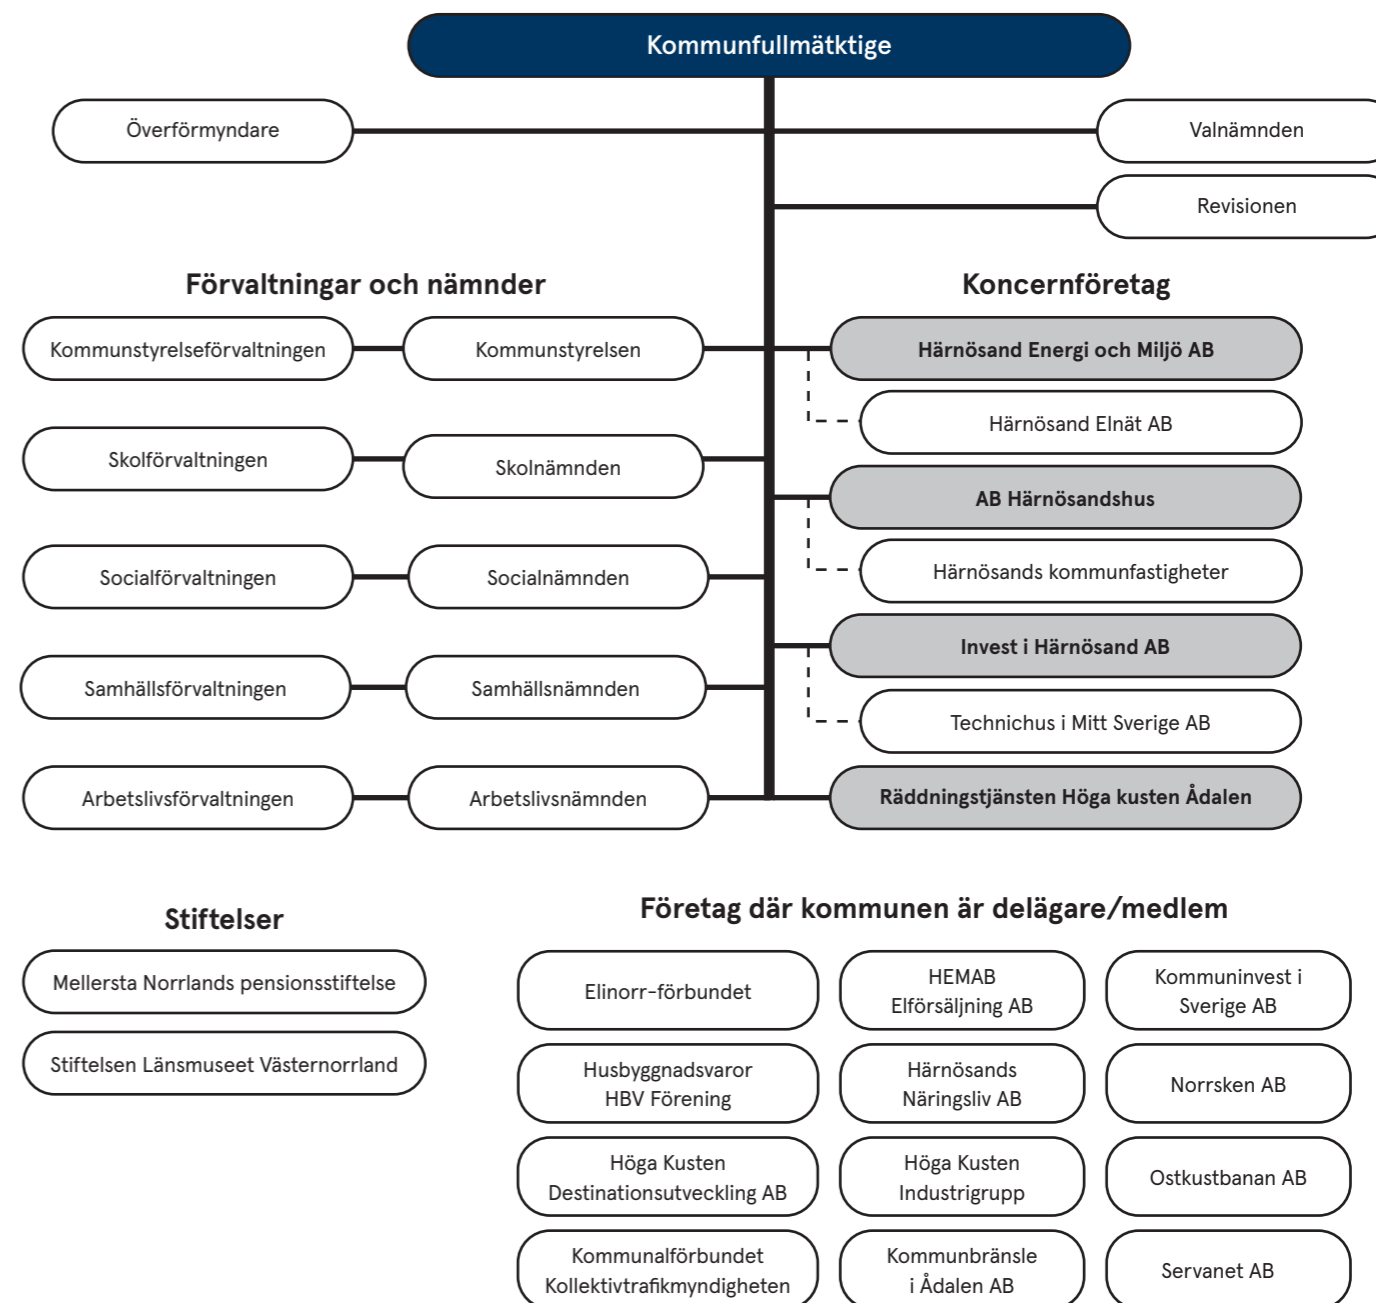 Kommunfullmätktige
Överförmyndare
Valnämnden
Revisionen
Förvaltningar och nämnder
Kommunstyrelseförvaltningen
Kommunstyrelsen
Skolförvaltningen
Skolnämnden
Socialförvaltningen
Socialnämnden
Samhällsförvaltningen
Samhällsnämnden
Arbetslivsförvaltningen
Arbetslivsnämnden
Koncernföretag
Härnösand Energi och Miljö AB
Härnösand Elnät AB
AB Härnösandshus
Härnösands kommunfastigheter
Invest i Härnösand AB
Technichus i Mitt Sverige AB
Räddningstjänsten Höga kusten Ådalen
Stiftelser
Mellersta Norrlands pensionsstiftelse
Stiftelsen Länsmuseet Västernorrland
Företag där kommunen är delägare/medlem
Elinorr-förbundet
HEMAB
Elförsäljning AB
Kommuninvest i
Sverige AB
Husbyggnadsvaror
HBV Förening
Härnösands
Näringsliv AB
Norrsken AB
Höga Kusten
Destinationsutveckling AB
Höga Kusten
Industrigrupp
Ostkustbanan AB
Kommunalförbundet
Kollektivtrafikmyndigheten
Kommunbränsle
i Ådalen AB
Servanet AB